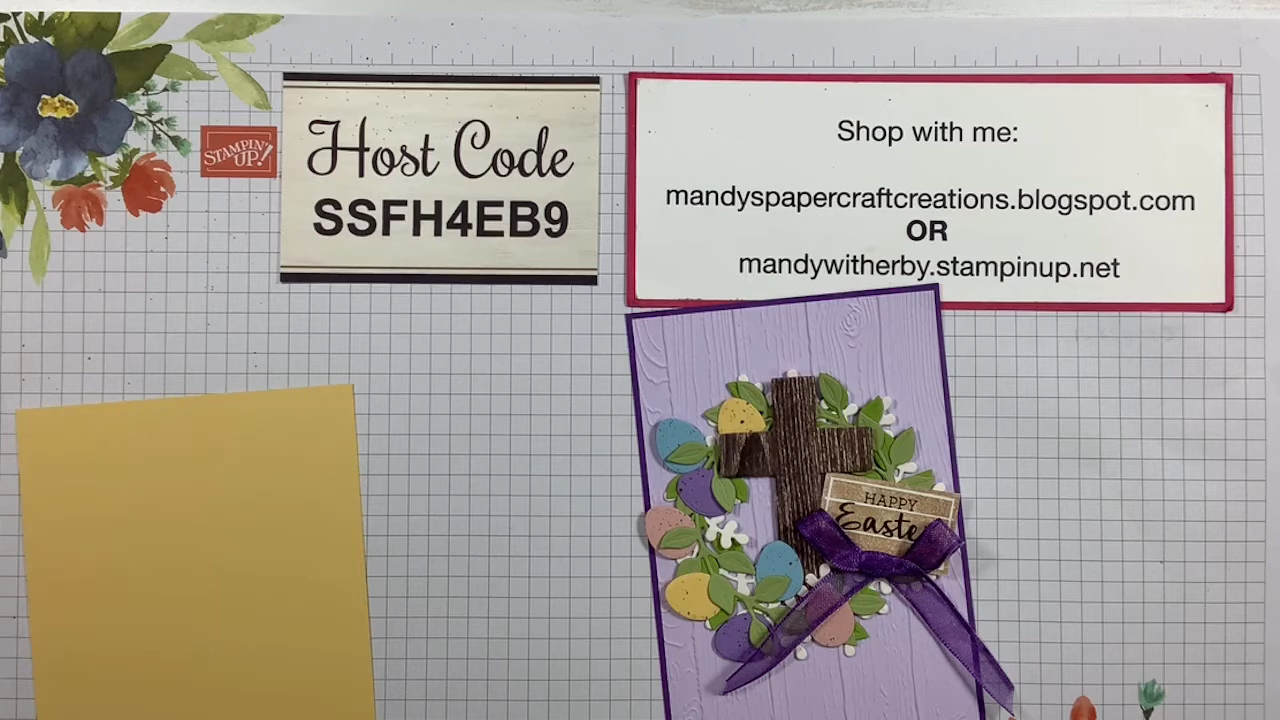 STAMPIN' UP!
Host Code
SSFH4EB9
Shop with me:
mandyspapercraftcreations.blogspot.com
OR
mandywitherby.stampinup.net
HAPPY
Easte